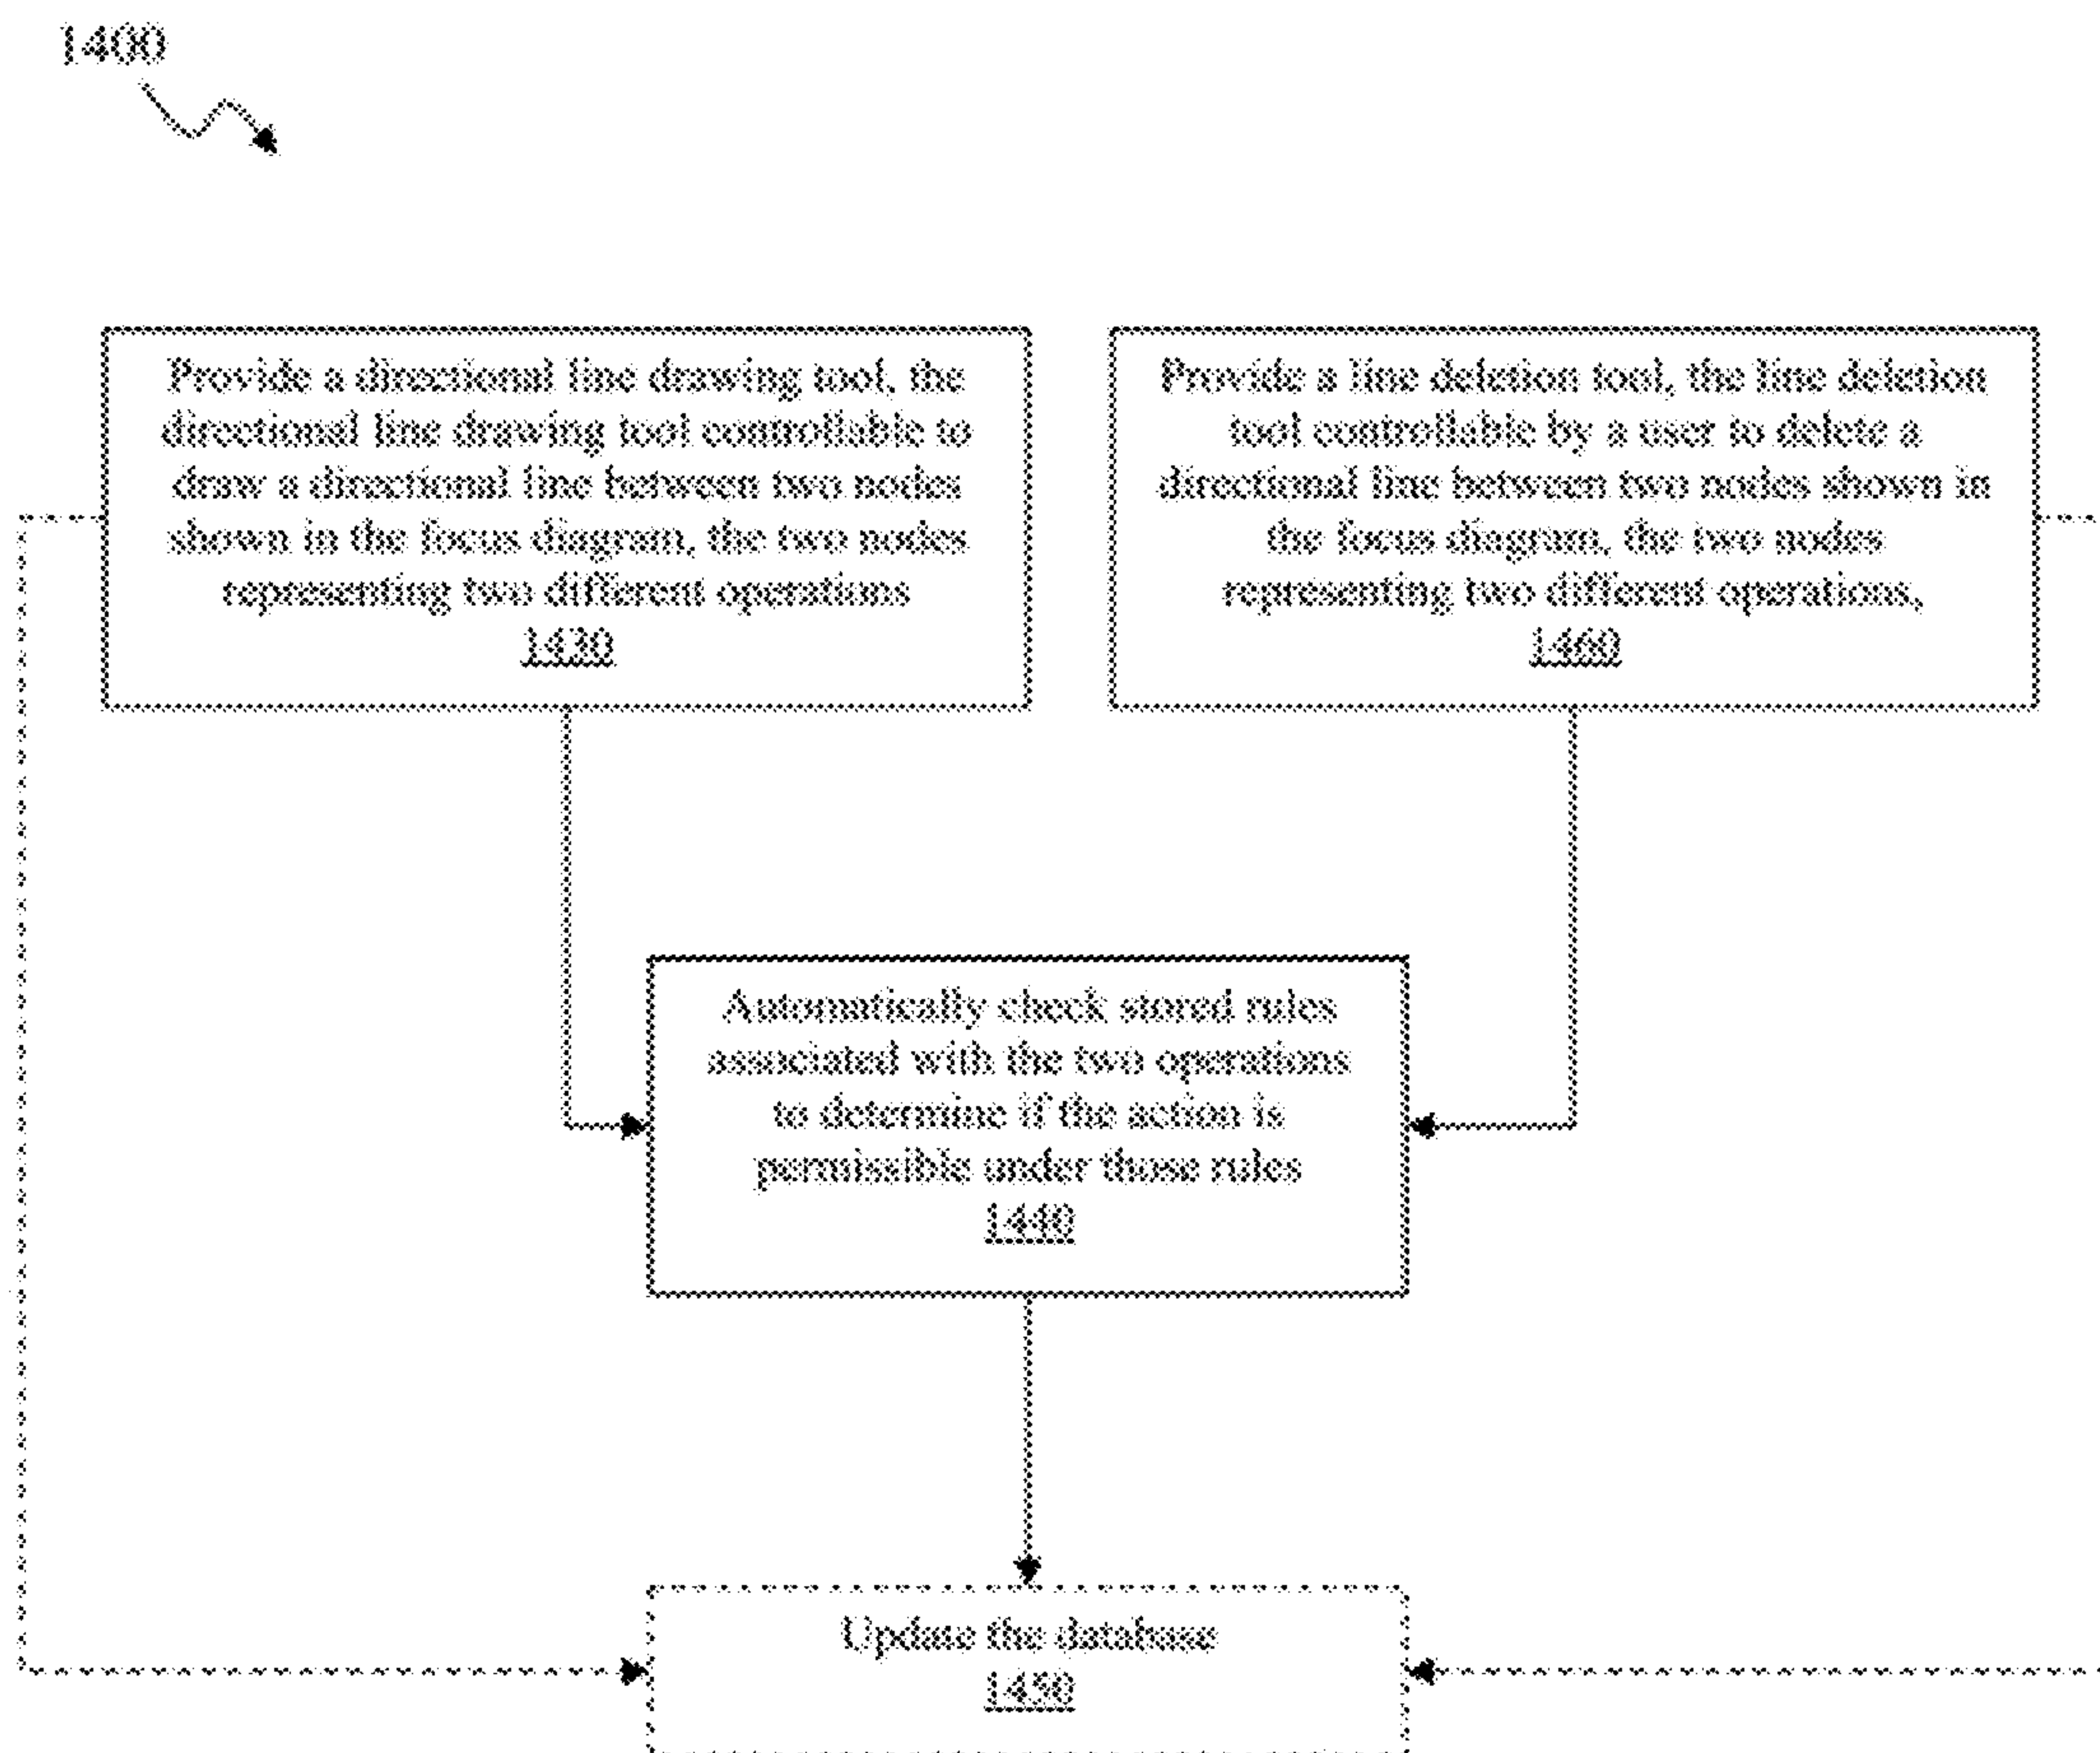 1400
Provide a directional line drawing tool, the
directional line drawing tool controllable to
draw a directional line between two nodes
shown in the focus diagram, the two nodes
representing two different operations
1430
Provide a line deletion tool, the line deletion
tool controllable by a user to delete a
directional line between two nodes shown in
the focus diagram, the two nodes
representing two different operations,
1460
Automatically check stored rules
associated with the two operations
to determine if the action is
permissible under those rules
1440
Update the database
1450